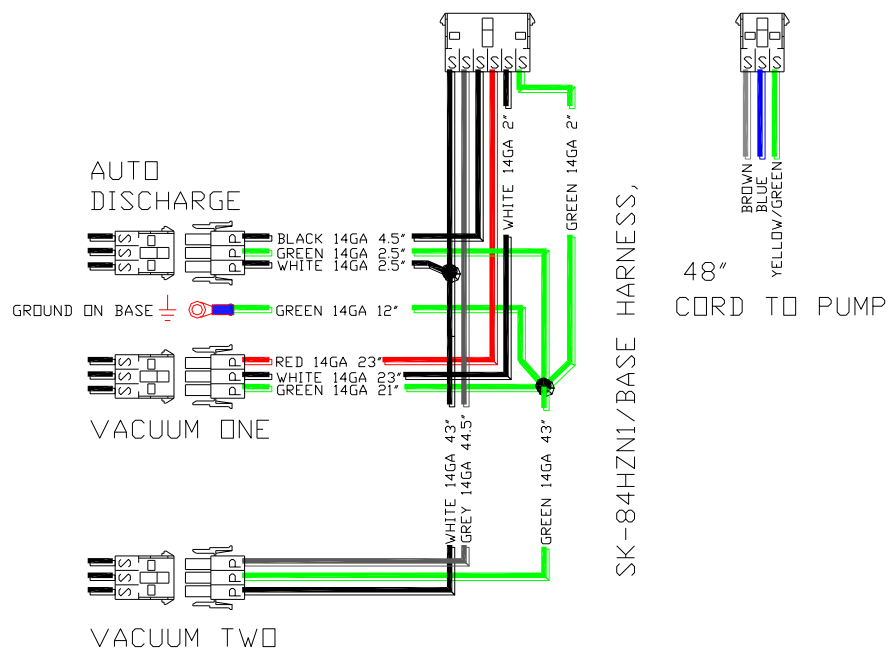 S S S S S S
S S S
WHITE 14GA 2"
GREEN 14GA 2"
BROWN
BLUE
YELLOW/GREEN
48"
CORD TO PUMP
SK-84HZN1/BASE HARNESS,
AUTO
DISCHARGE
S P BLACK 14GA 4.5"
S P GREEN 14GA 2.5"
S P WHITE 14GA 2.5"
GROUND ON BASE
GREEN 14GA 12"
S P RED 14GA 23"
S P WHITE 14GA 23"
S P GREEN 14GA 21"
VACUUM ONE
WHITE 14GA 43"
GREY 14GA 44.5"
GREEN 14GA 43"
S P
S P
S P
VACUUM TWO